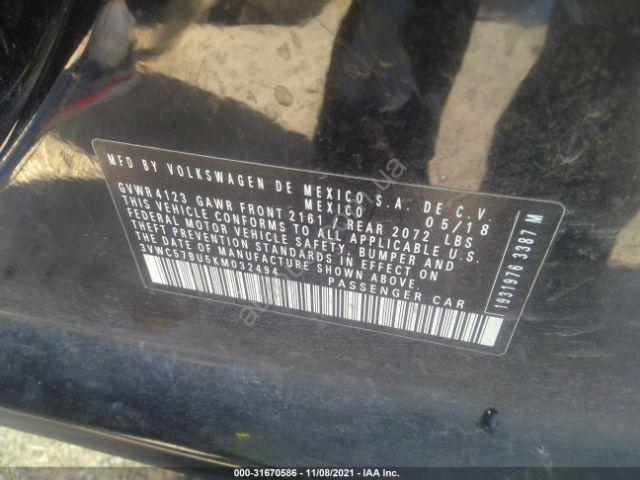 MFD BY VOLKSWAGEN DE MEXICO S.A. DE C.V.
MEXICO 05/18
GVWR4123 GAWR FRONT 2161 - REAR 2072 LBS
THIS VEHICLE CONFORMS TO ALL APPLICABLE U.S.
FEDERAL MOTOR VEHICLE SAFETY, BUMPER AND
THEFT PREVENTION STANDARDS IN EFFECT ON
THE DATE OF MANUFACTURE SHOWN ABOVE.
3VWC57BU5KM032494 PASSENGER CAR
1931976 3387 M
000-31670586 - 11/08/2021 - IAA Inc.